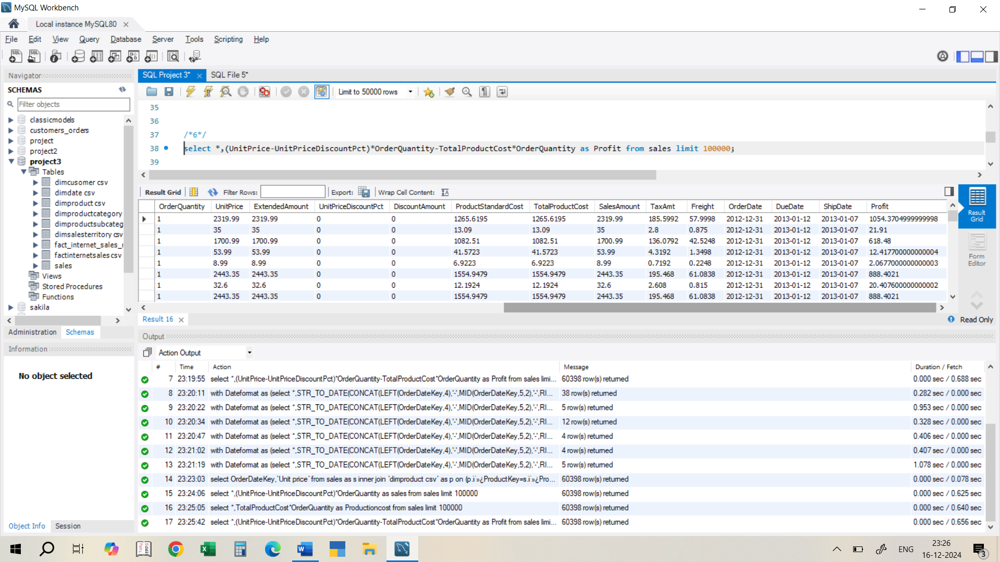 MySQL Workbench
Local instance MySQL80
File Edit View Query Database Server Tools Scripting Help
Navigator
SCHEMAS
Filter objects
classicmodels
customers_orders
project
project2
project3
Tables
dimcusomer csv
dimdate csv
dimproduct csv
dimproductcategory
dimproductsubcateg
dimsalesterritory csv
fact_internet_sales_
factinternetsales csv
sales
Views
Stored Procedures
Functions
sakila
Administration Schemas
Information
No object selected
Object Info Session
SQL Project 3* SQL File 5*
Limit to 50000 rows
35
36
37 /*6*/
38 select *,(UnitPrice-UnitPriceDiscountPct)*OrderQuantity-TotalProductCost*OrderQuantity as Profit from sales limit 100000;
39
Result Grid Filter Rows: Export: Wrap Cell Content:
OrderQuantity UnitPrice ExtendedAmount UnitPriceDiscountPct DiscountAmount ProductStandardCost TotalProductCost SalesAmount TaxAmt Freight OrderDate DueDate ShipDate Profit
1 2319.99 2319.99 0 0 1265.6195 1265.6195 2319.99 185.5992 57.9998 2012-12-31 2013-01-12 2013-01-07 1054.3704999999998
1 35 35 0 0 13.09 13.09 35 2.8 0.875 2012-12-31 2013-01-12 2013-01-07 21.91
1 1700.99 1700.99 0 0 1082.51 1082.51 1700.99 136.0792 42.5248 2012-12-31 2013-01-12 2013-01-07 618.48
1 53.99 53.99 0 0 41.5723 41.5723 53.99 4.3192 1.3498 2012-12-31 2013-01-12 2013-01-07 12.417700000000004
1 8.99 8.99 0 0 6.9223 6.9223 8.99 0.7192 0.2248 2012-12-31 2013-01-12 2013-01-07 2.0677000000000003
1 2443.35 2443.35 0 0 1554.9479 1554.9479 2443.35 195.468 61.0838 2012-12-31 2013-01-12 2013-01-07 888.4021
1 32.6 32.6 0 0 12.1924 12.1924 32.6 2.608 0.815 2012-12-31 2013-01-12 2013-01-07 20.407600000000002
1 2443.35 2443.35 0 0 1554.9479 1554.9479 2443.35 195.468 61.0838 2012-12-31 2013-01-12 2013-01-07 888.4021
Result
Grid
Form
Editor
Result 16
Read Only
Output
Action Output
# Time Action Message Duration / Fetch
7 23:19:55 select *,(UnitPrice-UnitPriceDiscountPct)*OrderQuantity-TotalProductCost*OrderQuantity as Profit from sales limi... 60398 row(s) returned 0.000 sec / 0.688 sec
8 23:20:11 with Dateformat as (select *,STR_TO_DATE(CONCAT(LEFT(OrderDateKey,4),'-',MID(OrderDateKey,5,2),'-',RI... 38 row(s) returned 0.282 sec / 0.000 sec
9 23:20:22 with Dateformat as (select *,STR_TO_DATE(CONCAT(LEFT(OrderDateKey,4),'-',MID(OrderDateKey,5,2),'-',RI... 5 row(s) returned 0.953 sec / 0.000 sec
10 23:20:34 with Dateformat as (select *,STR_TO_DATE(CONCAT(LEFT(OrderDateKey,4),'-',MID(OrderDateKey,5,2),'-',RI... 12 row(s) returned 0.328 sec / 0.000 sec
11 23:20:47 with Dateformat as (select *,STR_TO_DATE(CONCAT(LEFT(OrderDateKey,4),'-',MID(OrderDateKey,5,2),'-',RI... 4 row(s) returned 0.406 sec / 0.000 sec
12 23:21:02 with Dateformat as (select *,STR_TO_DATE(CONCAT(LEFT(OrderDateKey,4),'-',MID(OrderDateKey,5,2),'-',RI... 4 row(s) returned 0.407 sec / 0.000 sec
13 23:21:19 with Dateformat as (select *,STR_TO_DATE(CONCAT(LEFT(OrderDateKey,4),'-',MID(OrderDateKey,5,2),'-',RI... 5 row(s) returned 1.078 sec / 0.000 sec
14 23:23:03 select OrderDateKey,`Unit price` from sales as s inner join `dimproduct csv` as p on (p.ï»¿ProductKey=s.ï»¿Pro... 60398 row(s) returned 0.000 sec / 0.078 sec
15 23:24:06 select *,(UnitPrice-UnitPriceDiscountPct)*OrderQuantity as sales from sales limit 100000 60398 row(s) returned 0.000 sec / 0.625 sec
16 23:25:05 select *,TotalProductCost*OrderQuantity as Productioncost from sales limit 100000 60398 row(s) returned 0.000 sec / 0.640 sec
17 23:25:42 select *,(UnitPrice-UnitPriceDiscountPct)*OrderQuantity-TotalProductCost*OrderQuantity as Profit from sales limi... 60398 row(s) returned 0.000 sec / 0.656 sec
ENG
23:26
16-12-2024
3